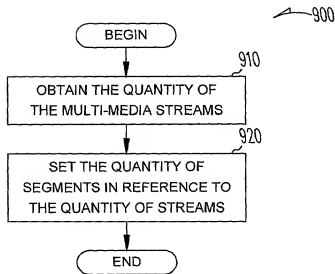 900
BEGIN
910
OBTAIN THE QUANTITY OF
THE MULTI-MEDIA STREAMS
920
SET THE QUANTITY OF
SEGMENTS IN REFERENCE TO
THE QUANTITY OF STREAMS
END